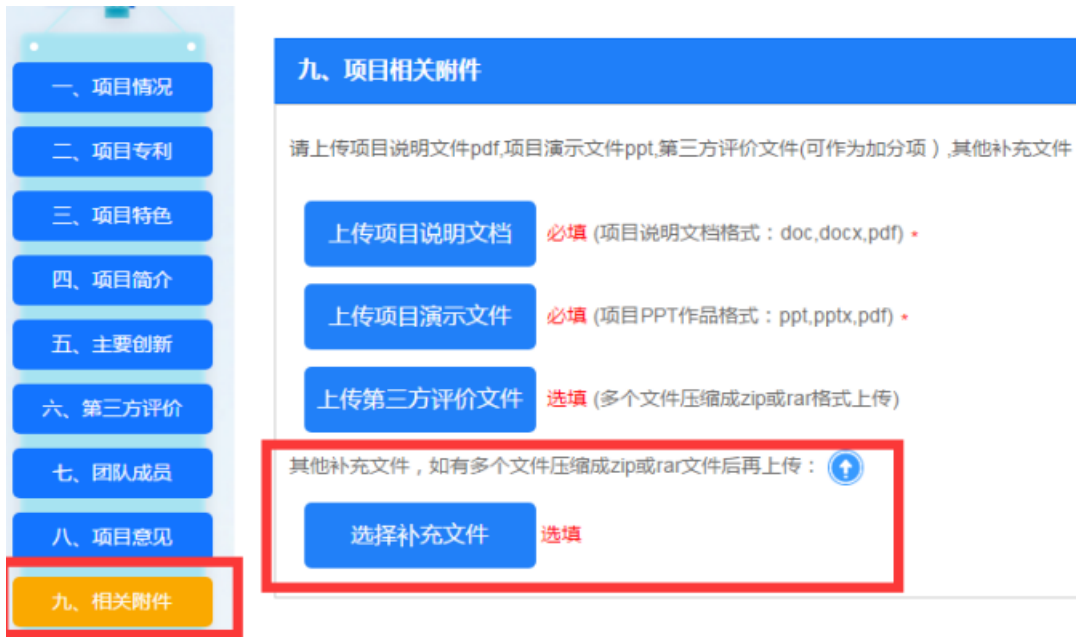 一、项目情况
二、项目专利
三、项目特色
四、项目简介
五、主要创新
六、第三方评价
七、团队成员
八、项目意见
九、相关附件
九、项目相关附件
请上传项目说明文件pdf,项目演示文件ppt,第三方评价文件(可作为加分项）,其他补充文件
上传项目说明文档 必填 (项目说明文档格式：doc,docx,pdf) *
上传项目演示文件 必填 (项目PPT作品格式：ppt,pptx,pdf) *
上传第三方评价文件 选填 (多个文件压缩成zip或rar格式上传)
其他补充文件，如有多个文件压缩成zip或rar文件后再上传：
选择补充文件 选填